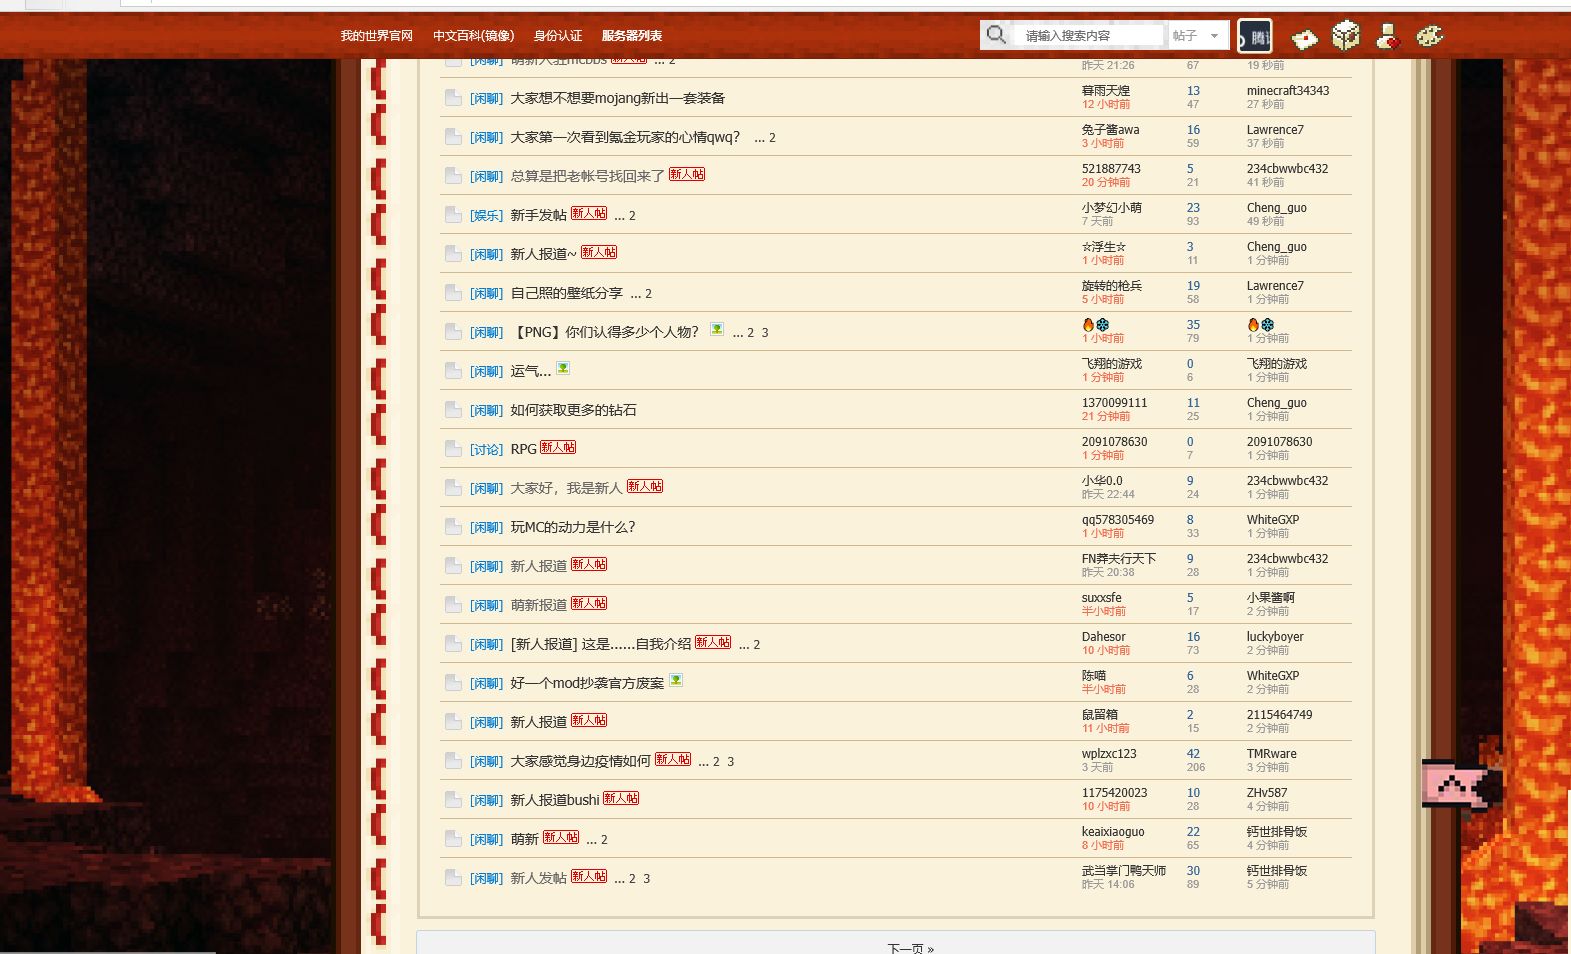 我的世界官网 中文百科(镜像) 身份认证 服务器列表 请输入搜索内容 帖子
[闲聊] 萌新入驻mcbbs 新人帖 ... 2 昨天 21:26 67 19 秒前
[闲聊] 大家想不想要mojang新出一套装备 暮雨天煌 13 minecraft34343
12 小时前 47 27 秒前
[闲聊] 大家第一次看到氪金玩家的心情qwq? ... 2 兔子酱awa 16 Lawrence7
3 小时前 59 37 秒前
[闲聊] 总算是把老帐号找回来了 新人帖 521887743 5 234cbwwbc432
20 分钟前 21 41 秒前
[娱乐] 新手发帖 新人帖 ... 2 小梦幻小萌 23 Cheng_guo
7 天前 93 49 秒前
[闲聊] 新人报道~ 新人帖 ☆浮生☆ 3 Cheng_guo
1 小时前 11 1 分钟前
[闲聊] 自己照的壁纸分享 ... 2 旋转的枪兵 19 Lawrence7
5 小时前 58 1 分钟前
[闲聊] 【PNG】你们认得多少个人物? ... 2 3 🔥❄ 35 🔥❄
1 小时前 79 1 分钟前
[闲聊] 运气... 飞翔的游戏 0 飞翔的游戏
1 分钟前 6 1 分钟前
[闲聊] 如何获取更多的钻石 1370099111 11 Cheng_guo
21 分钟前 25 1 分钟前
[讨论] RPG 新人帖 2091078630 0 2091078630
1 分钟前 7 1 分钟前
[闲聊] 大家好，我是新人 新人帖 小华0.0 9 234cbwwbc432
昨天 22:44 24 1 分钟前
[闲聊] 玩MC的动力是什么? qq578305469 8 WhiteGXP
1 小时前 33 1 分钟前
[闲聊] 新人报道 新人帖 FN莽夫行天下 9 234cbwwbc432
昨天 20:38 28 1 分钟前
[闲聊] 萌新报道 新人帖 suxxsfe 5 小果酱啊
半小时前 17 2 分钟前
[闲聊] [新人报道] 这是......自我介绍 新人帖 ... 2 Dahesor 16 luckyboyer
10 小时前 73 2 分钟前
[闲聊] 好一个mod抄袭官方废案 陈喵 6 WhiteGXP
半小时前 28 2 分钟前
[闲聊] 新人报道 新人帖 鼠留箱 2 2115464749
11 小时前 15 2 分钟前
[闲聊] 大家感觉身边疫情如何 新人帖 ... 2 3 wplzxc123 42 TMRware
3 天前 206 3 分钟前
[闲聊] 新人报道bushi 新人帖 1175420023 10 ZHv587
10 小时前 28 4 分钟前
[闲聊] 萌新 新人帖 ... 2 keaixiaoguo 22 钙世排骨饭
8 小时前 65 4 分钟前
[闲聊] 新人发帖 新人帖 ... 2 3 武当掌门鸭天师 30 钙世排骨饭
昨天 14:06 89 5 分钟前
下一页 »